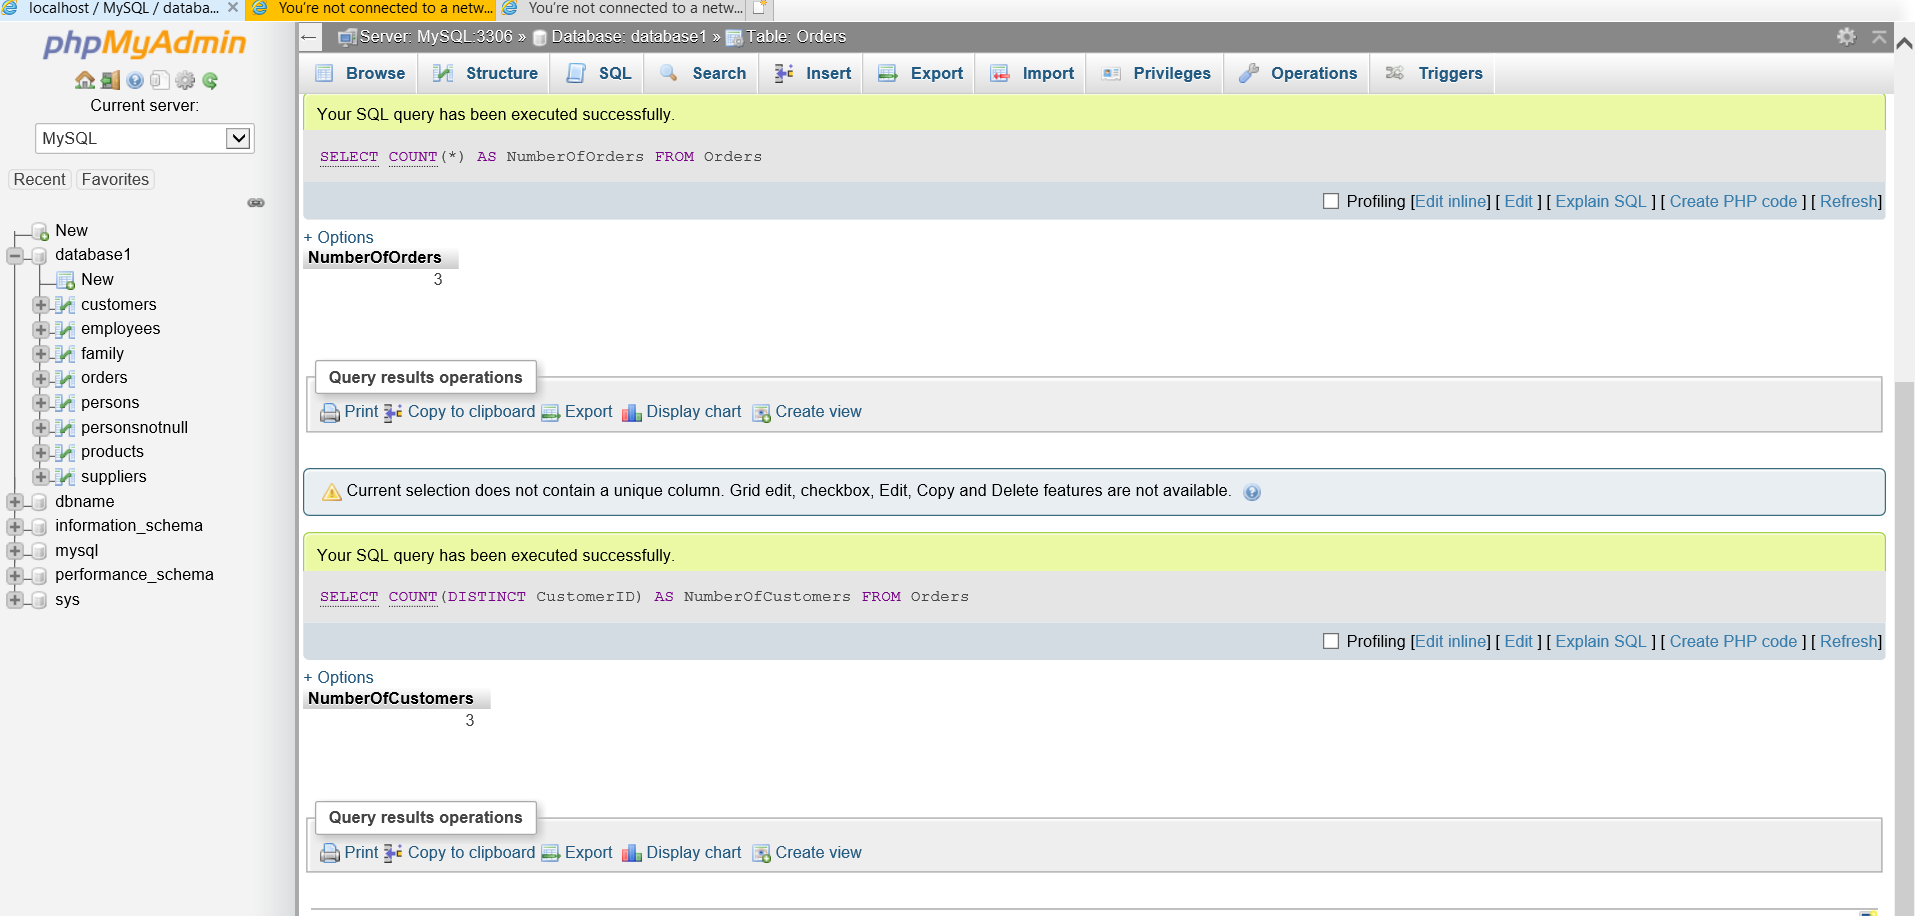 localhost / MySQL / databa...
You're not connected to a netw...
You're not connected to a netw...
phpMyAdmin
Current server:
MySQL
Recent
Favorites
New
database1
New
customers
employees
family
orders
persons
personsnotnull
products
suppliers
dbname
information_schema
mysql
performance_schema
sys
Server: MySQL:3306 » Database: database1 » Table: Orders
Browse Structure SQL Search Insert Export Import Privileges Operations Triggers
Your SQL query has been executed successfully.
SELECT COUNT(*) AS NumberOfOrders FROM Orders
Profiling [Edit inline] [ Edit ] [ Explain SQL ] [ Create PHP code ] [ Refresh]
+ Options
NumberOfOrders
3
Query results operations
Print Copy to clipboard Export Display chart Create view
Current selection does not contain a unique column. Grid edit, checkbox, Edit, Copy and Delete features are not available.
Your SQL query has been executed successfully.
SELECT COUNT(DISTINCT CustomerID) AS NumberOfCustomers FROM Orders
Profiling [Edit inline] [ Edit ] [ Explain SQL ] [ Create PHP code ] [ Refresh]
+ Options
NumberOfCustomers
3
Query results operations
Print Copy to clipboard Export Display chart Create view